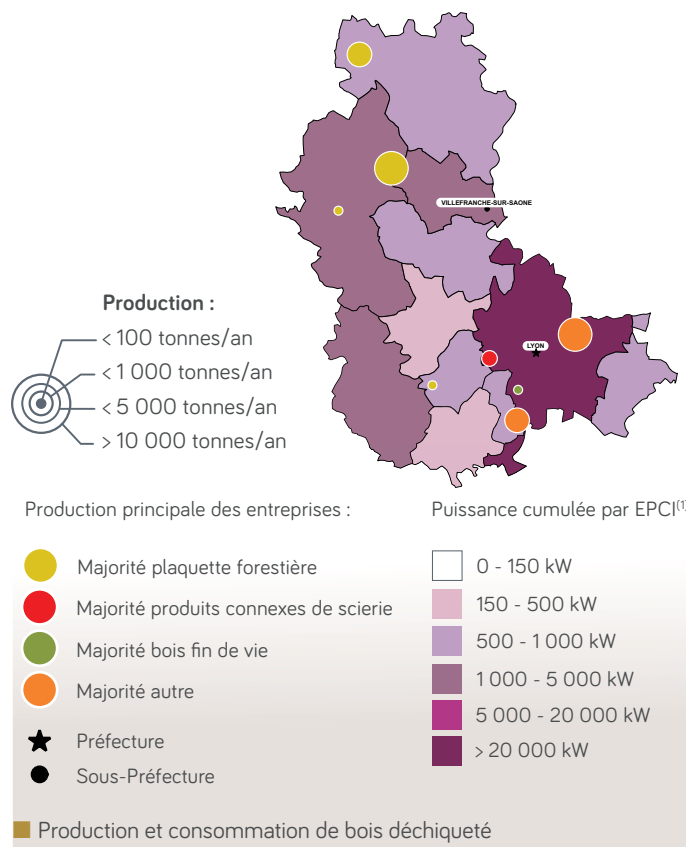 VILLEFRANCHE-SUR-SAONE
LYON
Production :
< 100 tonnes/an
< 1 000 tonnes/an
< 5 000 tonnes/an
> 10 000 tonnes/an
Production principale des entreprises :
Majorité plaquette forestière
Majorité produits connexes de scierie
Majorité bois fin de vie
Majorité autre
Préfecture
Sous-Préfecture
Puissance cumulée par EPCI(1)
0 - 150 kW
150 - 500 kW
500 - 1 000 kW
1 000 - 5 000 kW
5 000 - 20 000 kW
> 20 000 kW
Production et consommation de bois déchiqueté